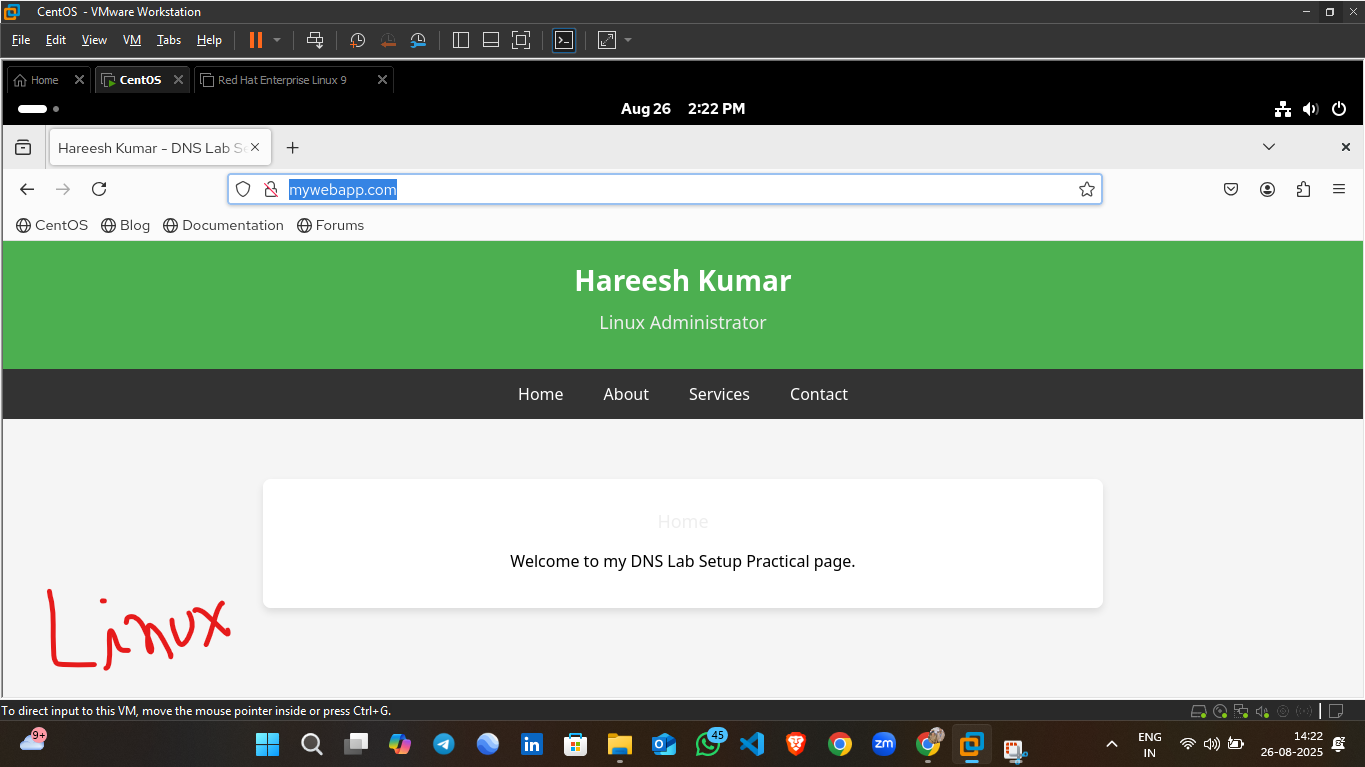 CentOS - VMware Workstation
File Edit View VM Tabs Help
Home CentOS Red Hat Enterprise Linux 9
Aug 26 2:22 PM
Hareesh Kumar - DNS Lab Se
mywebapp.com
CentOS Blog Documentation Forums
Hareesh Kumar
Linux Administrator
Home About Services Contact
Home
Welcome to my DNS Lab Setup Practical page.
Linux
To direct input to this VM, move the mouse pointer inside or press Ctrl+G.
9+ in 45 zm ENG 14:22
IN 26-08-2025